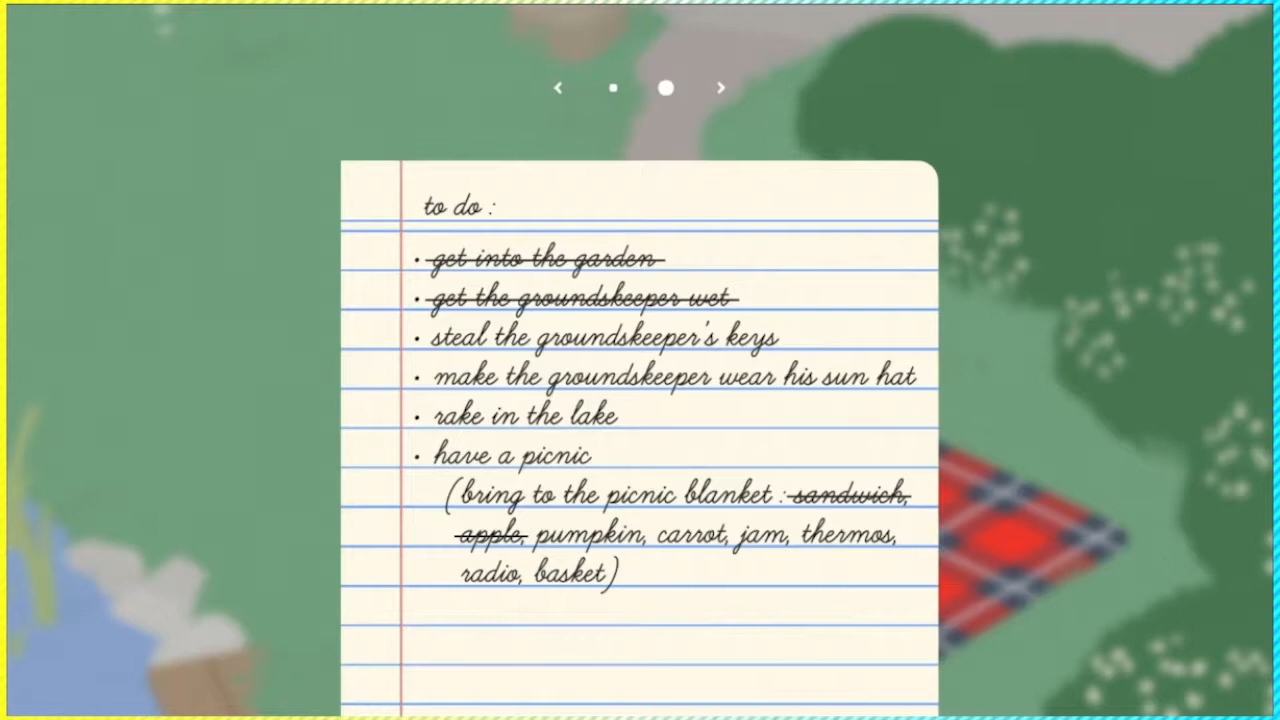 to do :
• get into the garden
• get the groundskeeper wet
• steal the groundskeeper's keys
• make the groundskeeper wear his sun hat
• rake in the lake
• have a picnic
(bring to the picnic blanket : sandwich,
apple, pumpkin, carrot, jam, thermos,
radio, basket)